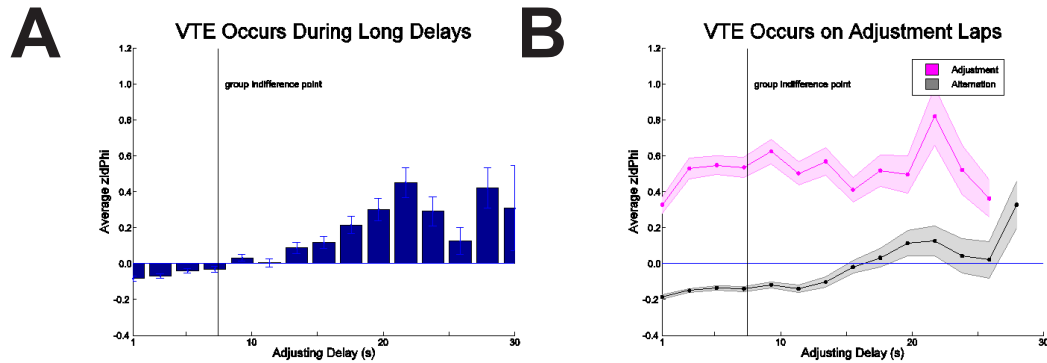 A
VTE Occurs During Long Delays
1.2
1.0
0.8
0.6
0.4
0.2
0.0
-0.2
-0.4
Average zIdPhi
group indifference point
1
10
20
30
Adjusting Delay (s)
B
VTE Occurs on Adjustment Laps
1.2
1.0
0.8
0.6
0.4
0.2
0.0
-0.2
-0.4
Average zIdPhi
group indifference point
Adjustment
Alternation
1
10
20
30
Adjusting Delay (s)